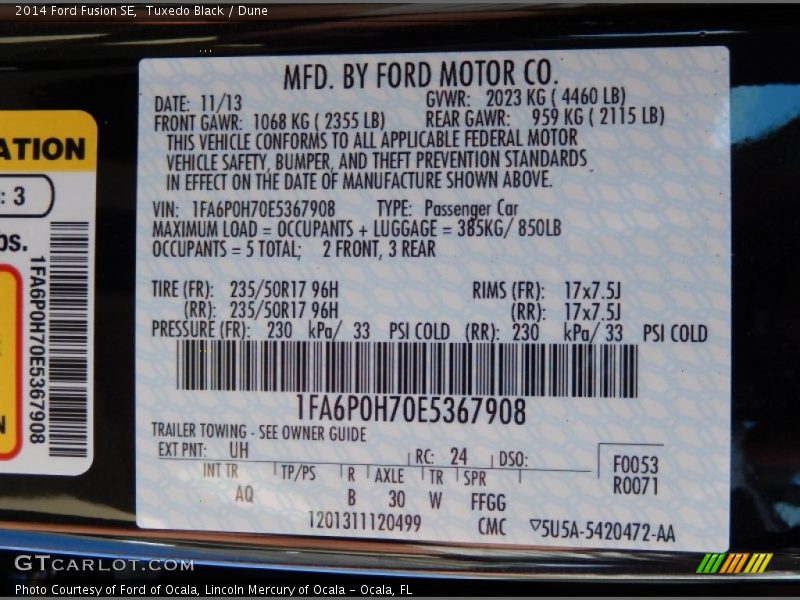 2014 Ford Fusion SE, Tuxedo Black / Dune
MFD. BY FORD MOTOR CO.
DATE: 11/13 GVWR: 2023 KG ( 4460 LB)
FRONT GAWR: 1068 KG ( 2355 LB) REAR GAWR: 959 KG ( 2115 LB)
THIS VEHICLE CONFORMS TO ALL APPLICABLE FEDERAL MOTOR
VEHICLE SAFETY, BUMPER, AND THEFT PREVENTION STANDARDS
IN EFFECT ON THE DATE OF MANUFACTURE SHOWN ABOVE.
VIN: 1FA6P0H70E5367908 TYPE: Passenger Car
MAXIMUM LOAD = OCCUPANTS + LUGGAGE = 385KG/ 850LB
OCCUPANTS = 5 TOTAL; 2 FRONT, 3 REAR
TIRE (FR): 235/50R17 96H RIMS (FR): 17x7.5J
(RR): 235/50R17 96H (RR): 17x7.5J
PRESSURE (FR): 230 kPa/ 33 PSI COLD (RR): 230 kPa/ 33 PSI COLD
1FA6P0H70E5367908
TRAILER TOWING - SEE OWNER GUIDE
EXT PNT: UH RC: 24 DSO: F0053
INT TR TP/PS R AXLE TR SPR R0071
AQ B 30 W FFGG
1201311120499 CMC ▽5U5A-5420472-AA
ATION
: 3
bs.
1FA6P0H70E5367908
N
GTCARLOT.COM
Photo Courtesy of Ford of Ocala, Lincoln Mercury of Ocala – Ocala, FL